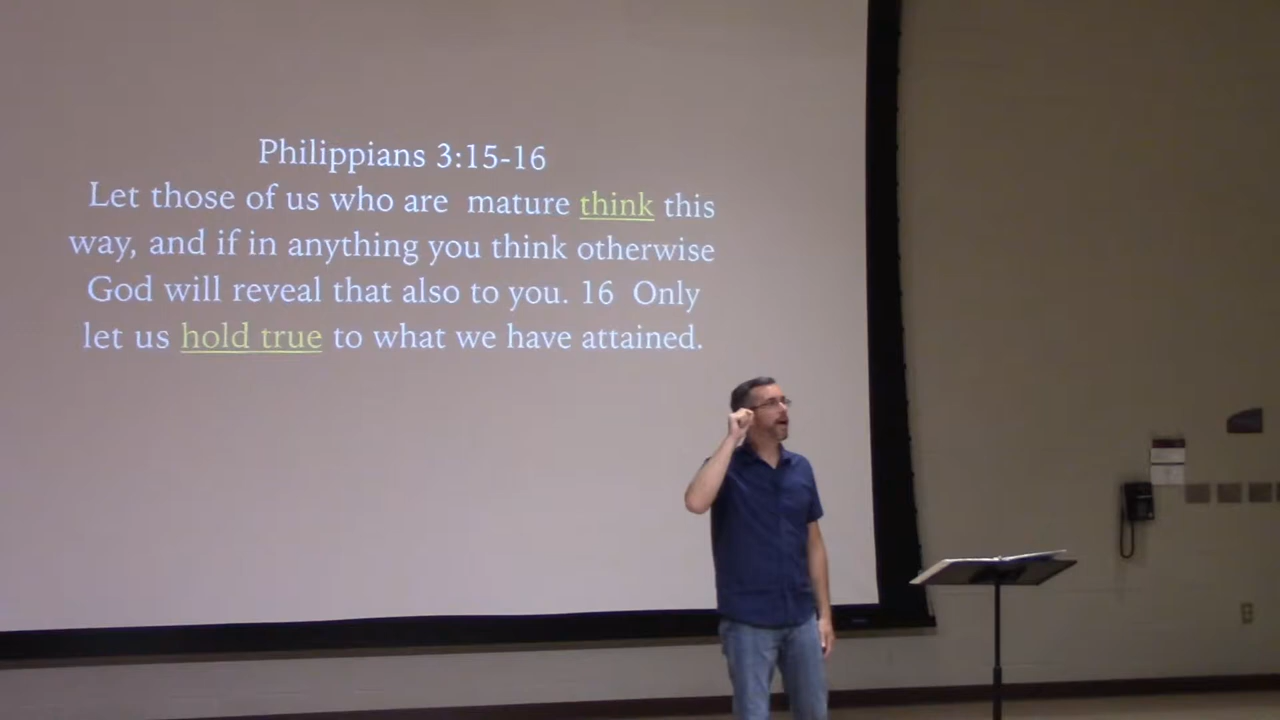 Philippians 3:15-16
Let those of us who are mature think this
way, and if in anything you think otherwise
God will reveal that also to you. 16 Only
let us hold true to what we have attained.